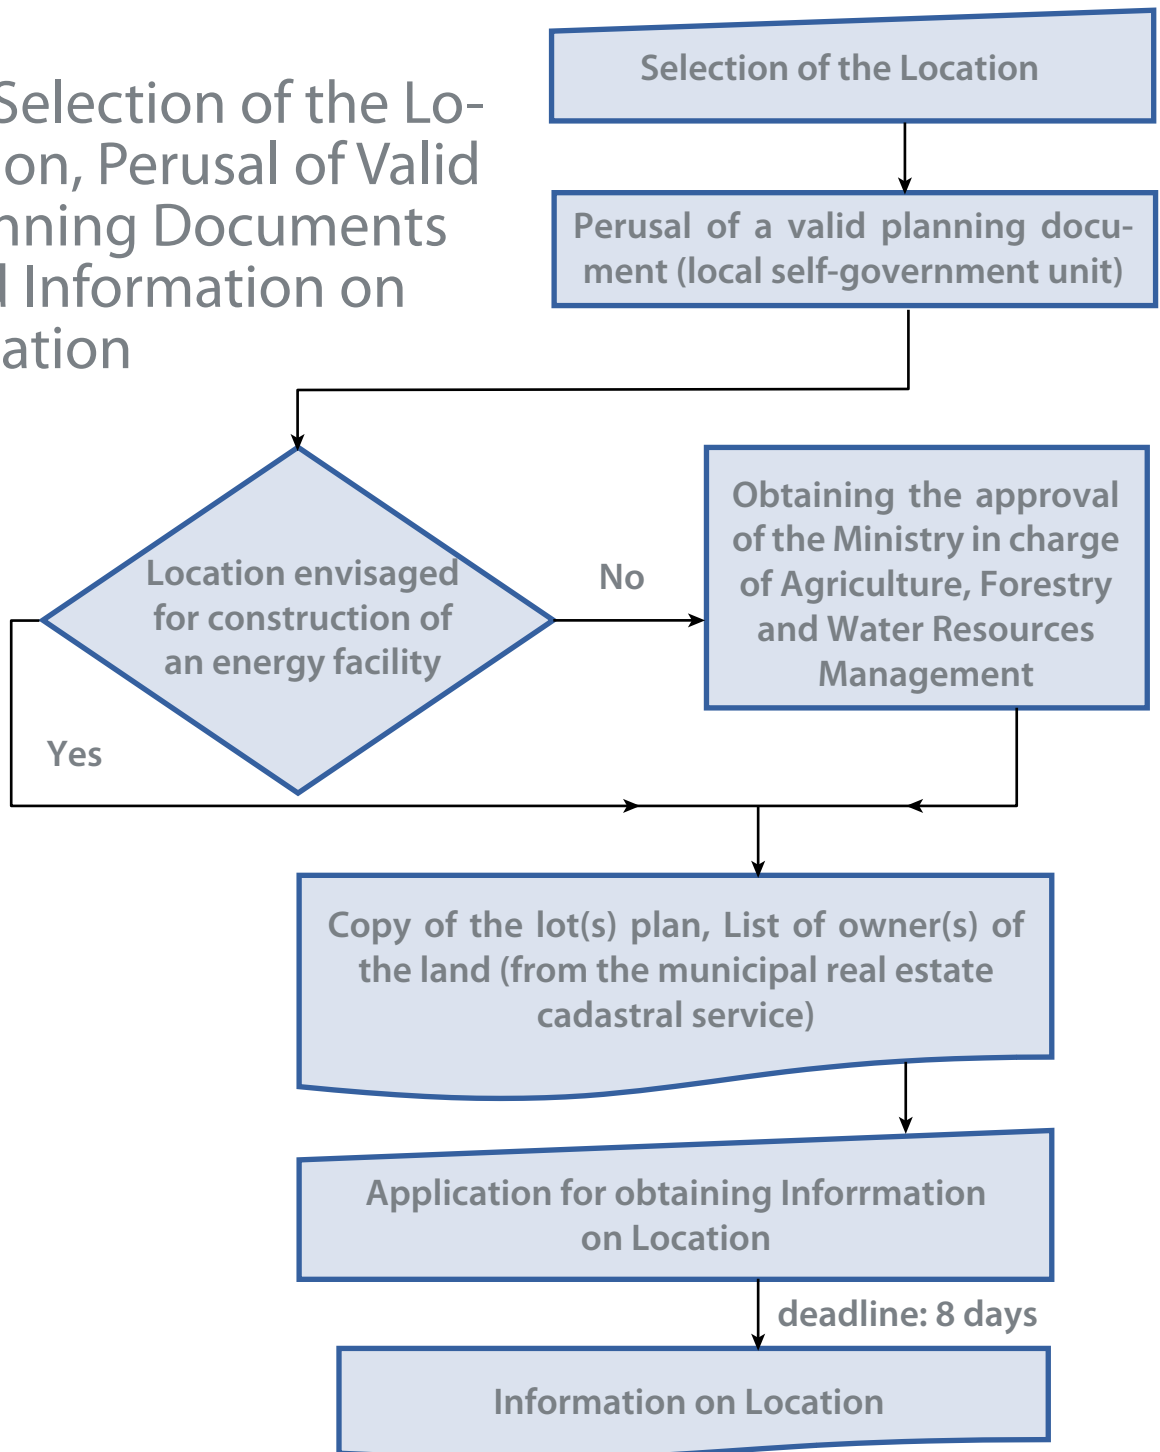 Selection of the Lo-
on, Perusal of Valid
nning Documents
Information on
ation
Selection of the Location
Perusal of a valid planning docu-
ment (local self-government unit)
Location envisaged
for construction of
an energy facility
No
Yes
Obtaining the approval
of the Ministry in charge
of Agriculture, Forestry
and Water Resources
Management
Copy of the lot(s) plan, List of owner(s) of
the land (from the municipal real estate
cadastral service)
Application for obtaining Inforrmation
on Location
deadline: 8 days
Information on Location